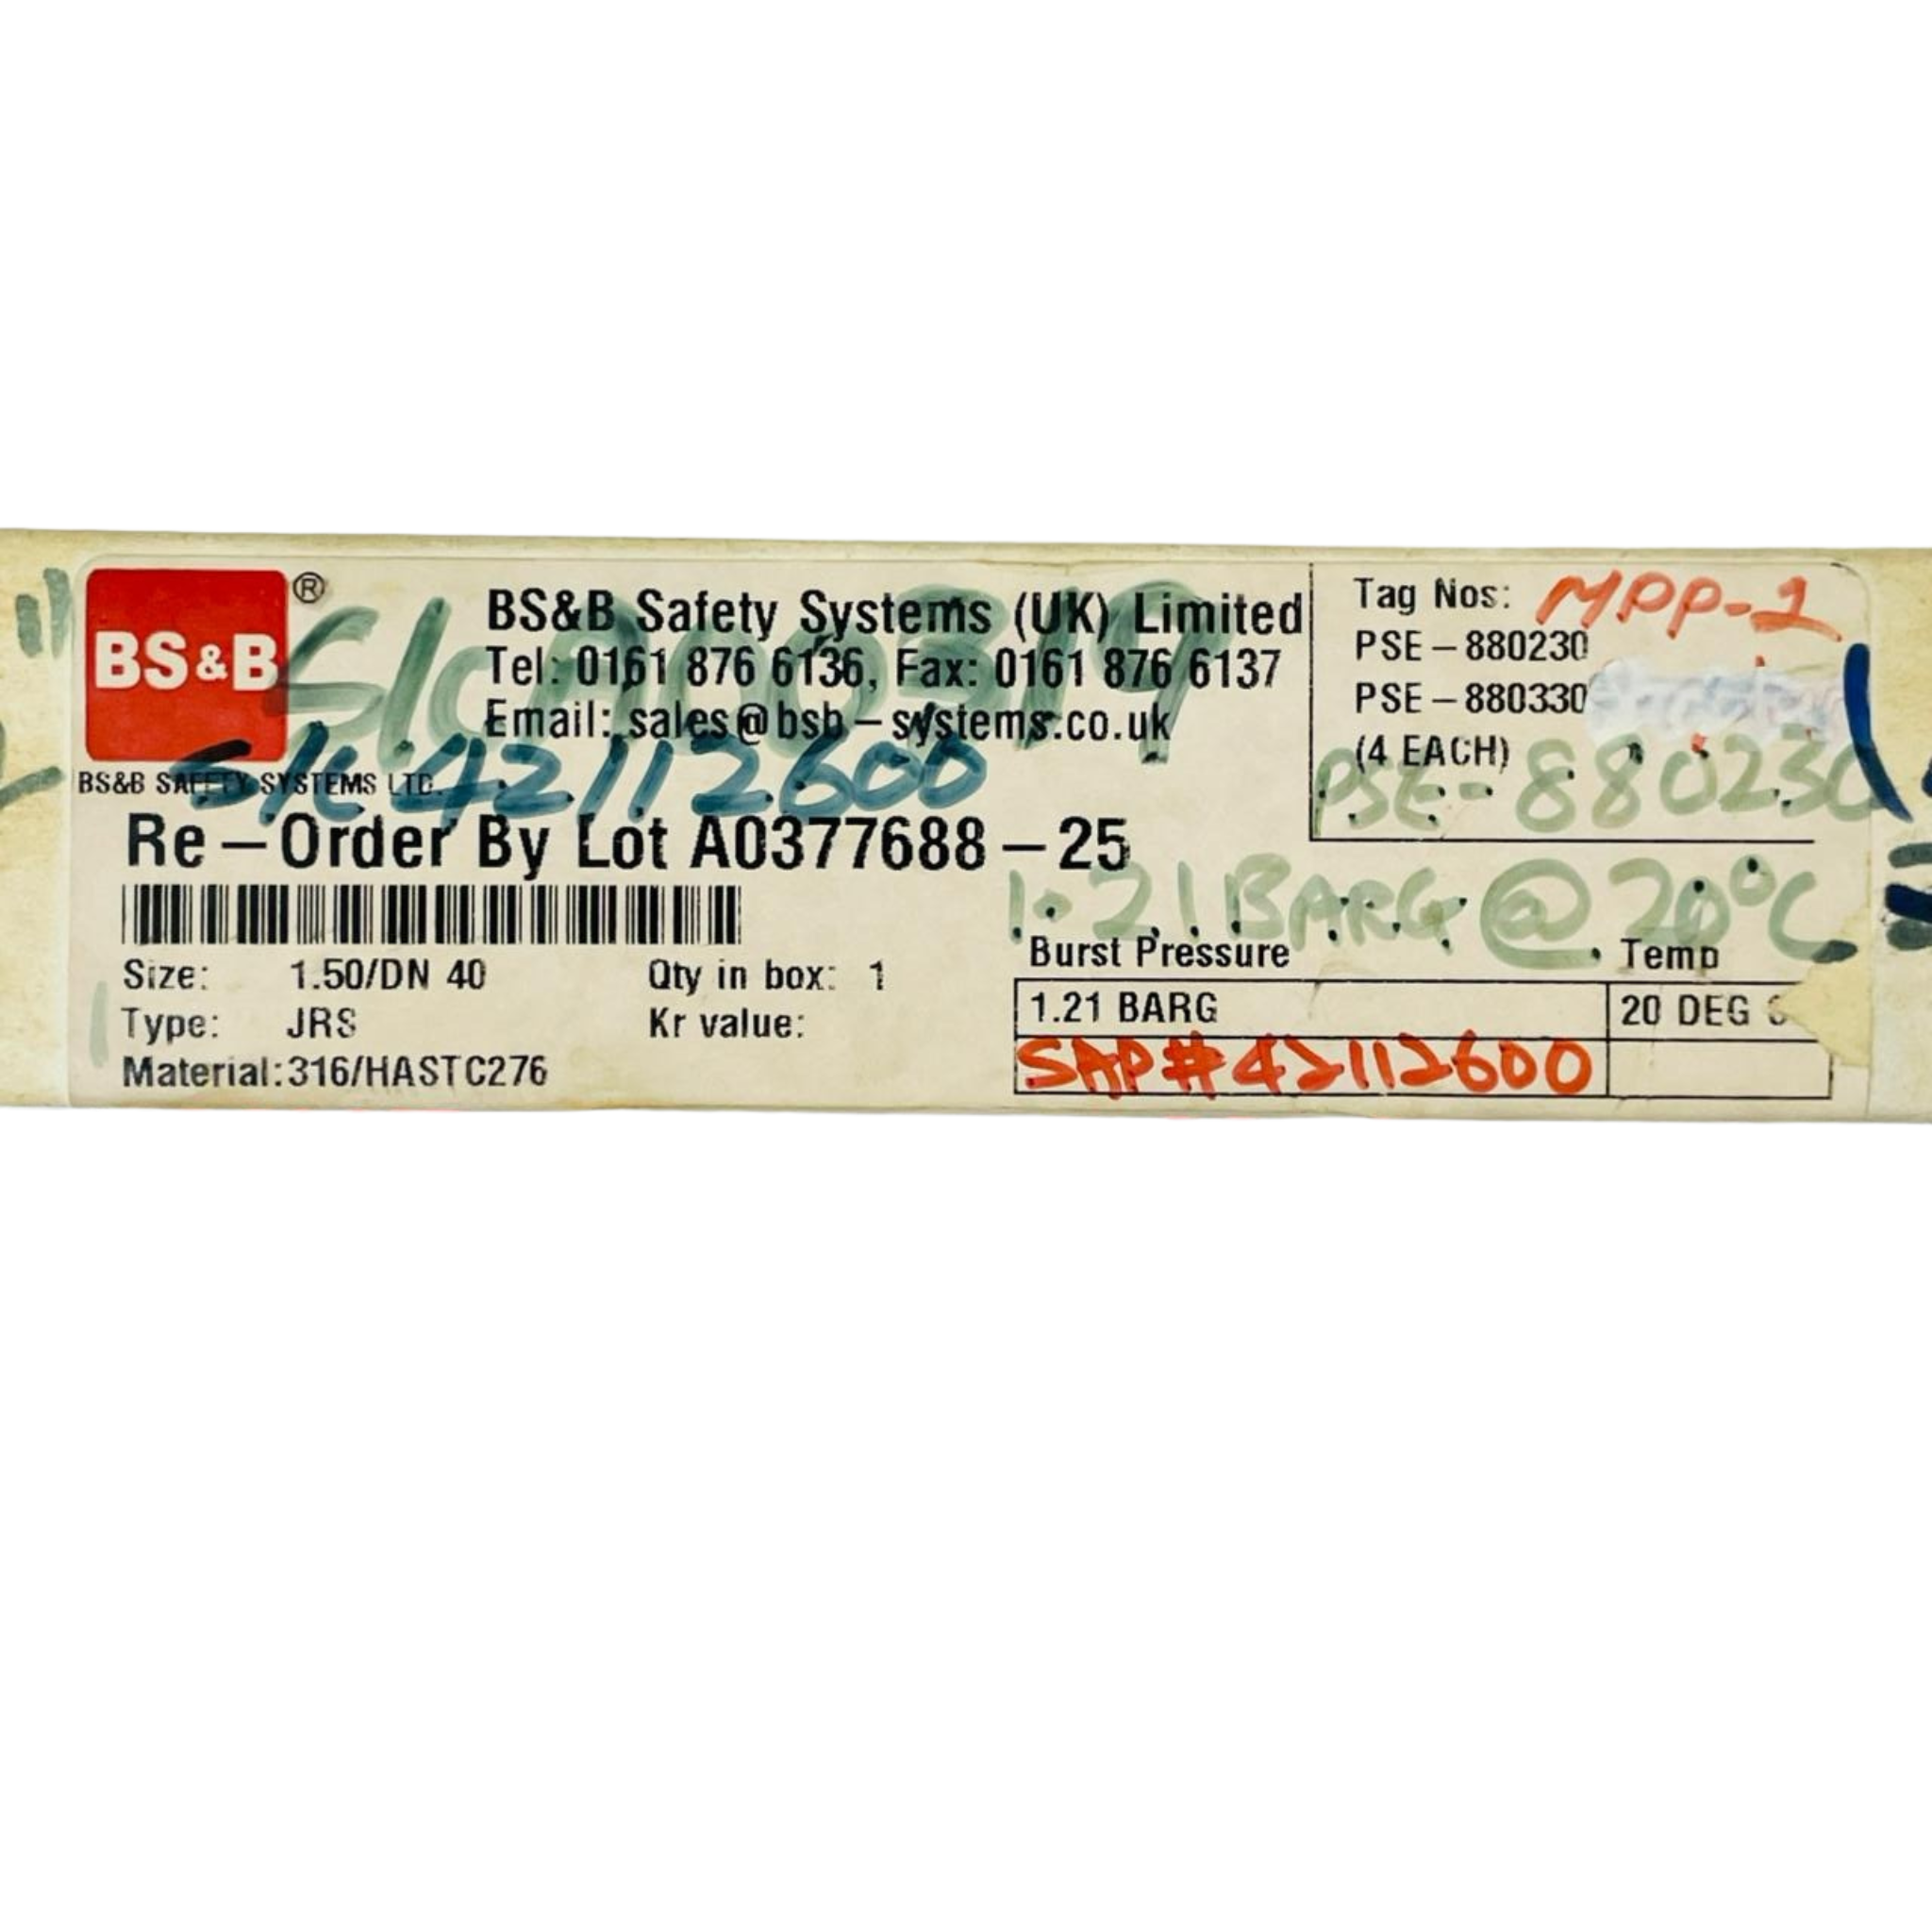 BS&B ®
BS&B SAFETY SYSTEMS LTD.
BS&B Safety Systems (UK) Limited
Tel: 0161 876 6136, Fax: 0161 876 6137
Email: sales@bsb-systems.co.uk
S/C 42112600
Tag Nos: MPP-2
PSE-880230
PSE-880330
(4 EACH)
PSE-880230
Re-Order By Lot A0377688-25
1.21 BARG @ 20°C
Size: 1.50/DN 40 Qty in box: 1
Type: JRS Kr value:
Material: 316/HASTC276
Burst Pressure Temp
1.21 BARG 20 DEG
SAP# 42112600